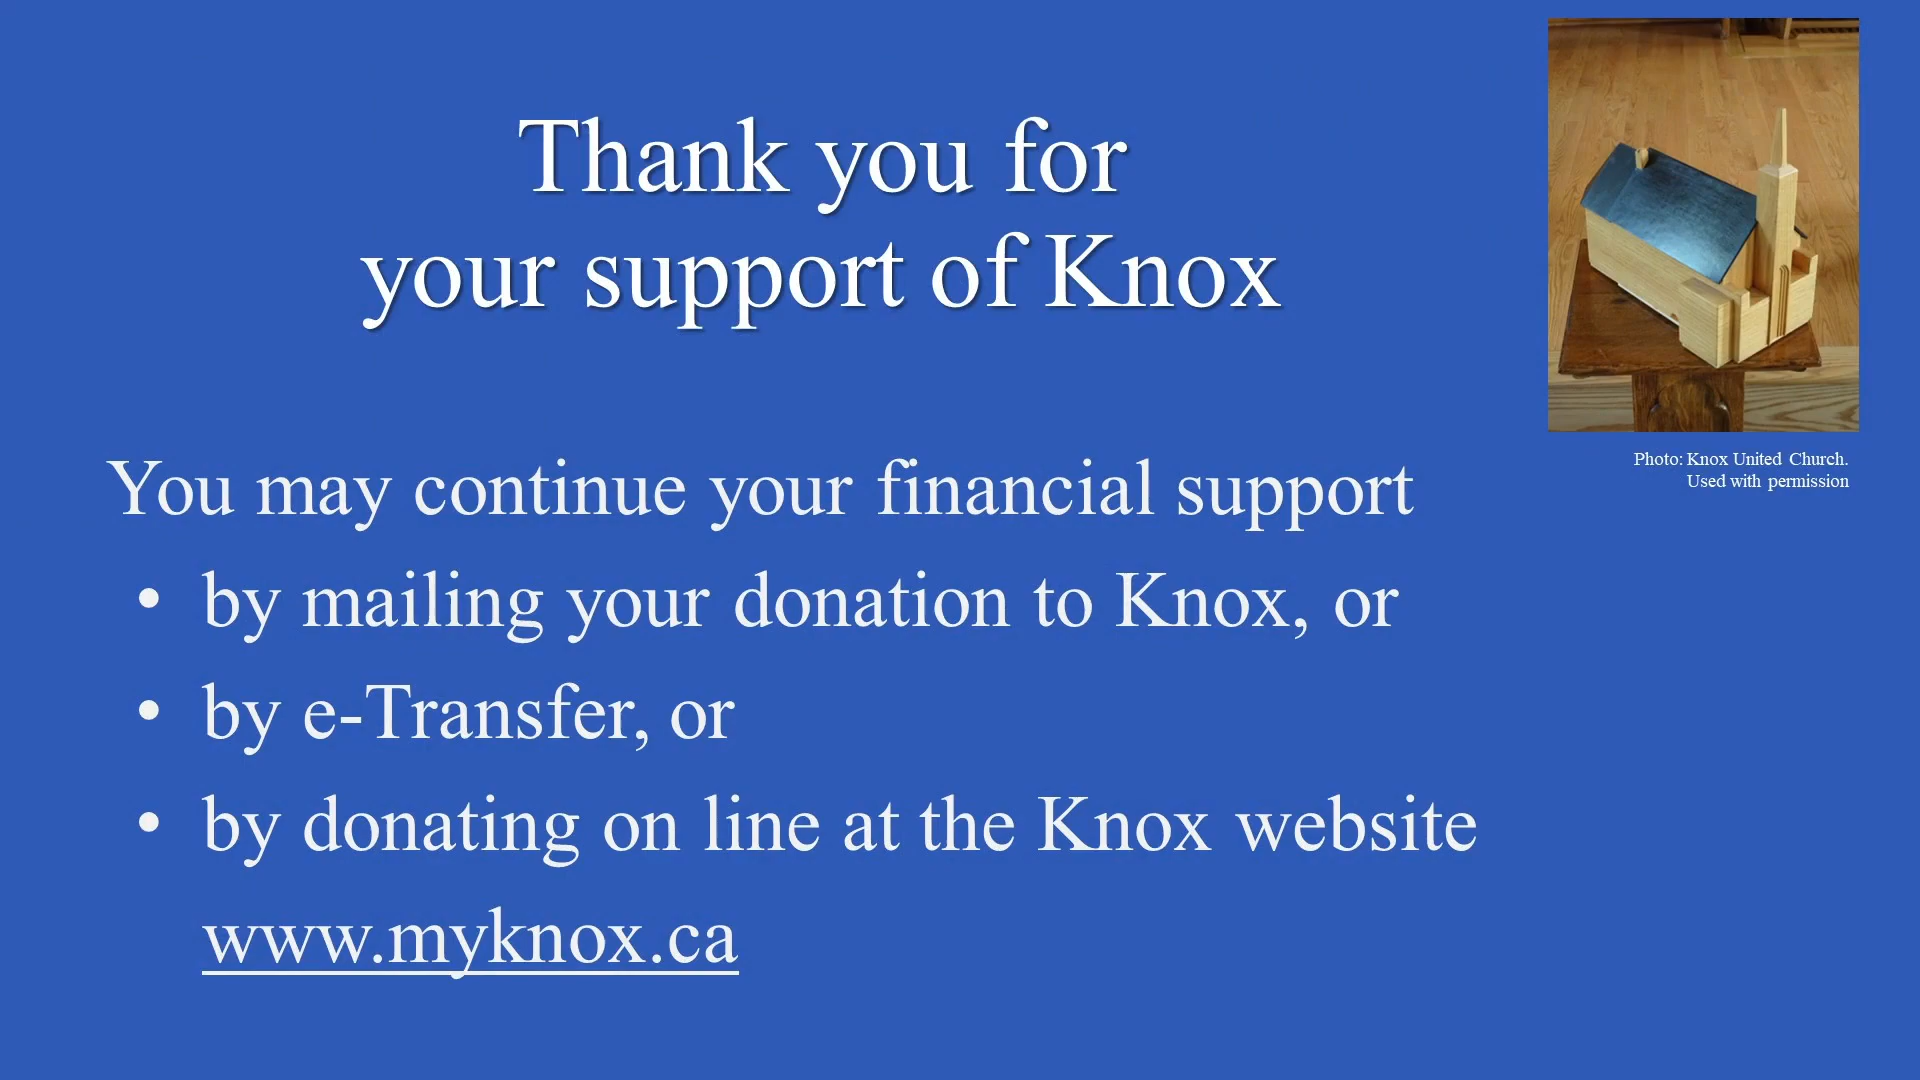 Thank you for
your support of Knox
Photo: Knox United Church.
Used with permission
You may continue your financial support
• by mailing your donation to Knox, or
• by e-Transfer, or
• by donating on line at the Knox website
www.myknox.ca